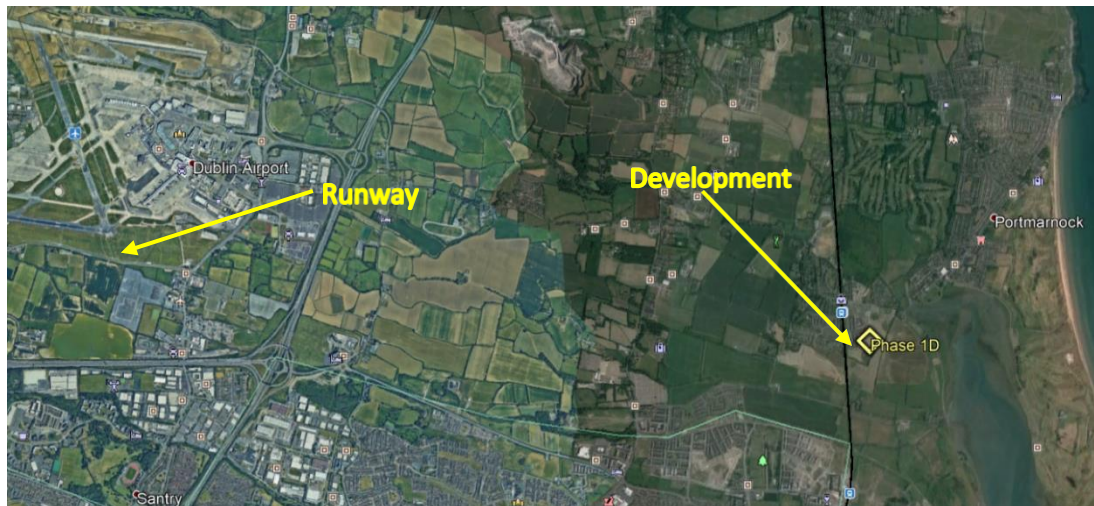 Dublin Airport
Runway
Development
Portmarnock
Phase 1D
Santry